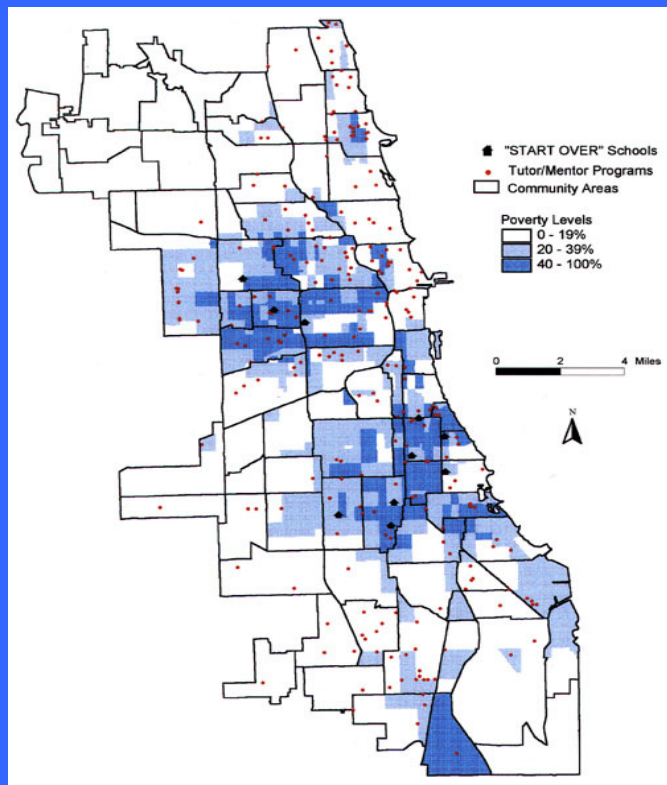 "START OVER" Schools
Tutor/Mentor Programs
Community Areas
Poverty Levels
0 - 19%
20 - 39%
40 - 100%
0 2 4 Miles
N